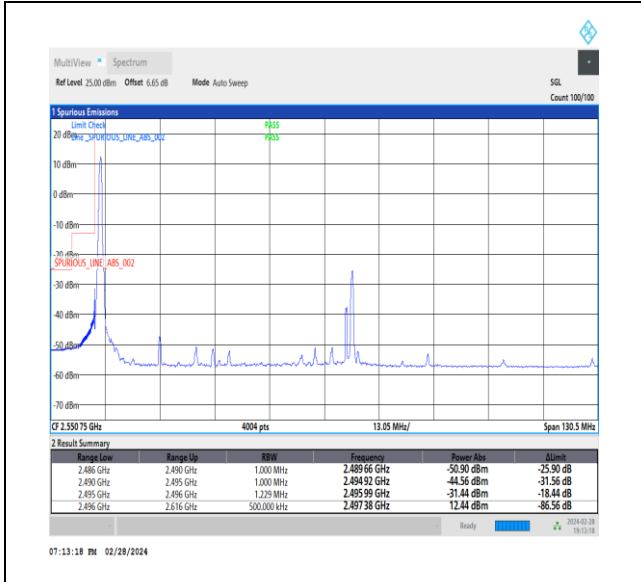 MultiView Spectrum
Ref Level 25.00 dBm Offset 6.65 dB Mode Auto Sweep SGL
Count 100/100
1 Spurious Emissions
Limit Check PASS
20 dBm Line _SPURIOUS_LINE_ABS_002 PASS
10 dBm
0 dBm
-10 dBm
-20 dBm
_SPURIOUS_LINE_ABS_002
-30 dBm
-40 dBm
-50 dBm
-60 dBm
-70 dBm
CF 2.550 75 GHz 4004 pts 13.05 MHz/ Span 130.5 MHz
2 Result Summary
Range Low Range Up RBW Frequency Power Abs ΔLimit
2.486 GHz 2.490 GHz 1.000 MHz 2.489 66 GHz -50.90 dBm -25.90 dB
2.490 GHz 2.495 GHz 1.000 MHz 2.494 92 GHz -44.56 dBm -31.56 dB
2.495 GHz 2.496 GHz 1.229 MHz 2.495 99 GHz -31.44 dBm -18.44 dB
2.496 GHz 2.616 GHz 500.000 kHz 2.497 38 GHz 12.44 dBm -86.56 dB
Ready 2024-02-28
19:13:18
07:13:18 PM 02/28/2024